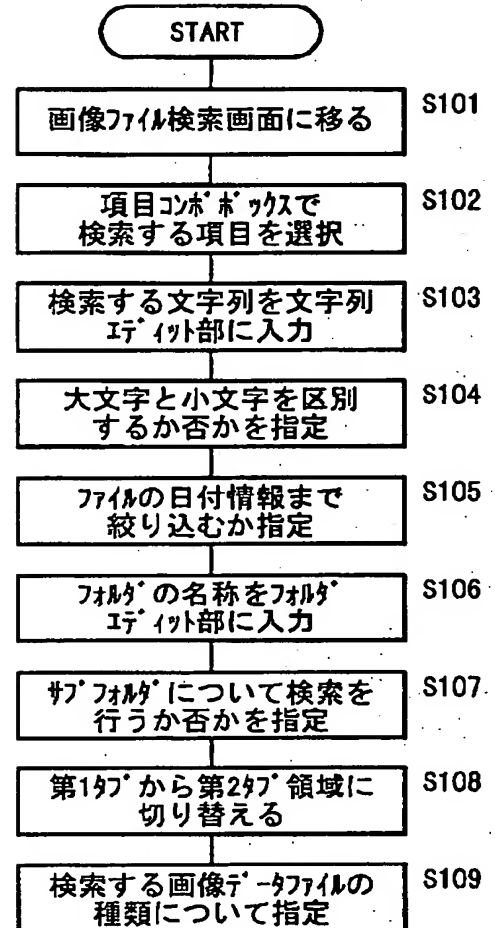 START
画像ﾌｧｲﾙ検索画面に移る
S101
項目ｺﾝﾎﾞﾎﾞｯｸｽで
検索する項目を選択
S102
検索する文字列を文字列
ｴﾃﾞｨｯﾄ部に入力
S103
大文字と小文字を区別
するか否かを指定
S104
ﾌｧｲﾙの日付情報まで
絞り込むか指定
S105
ﾌｫﾙﾀﾞの名称をﾌｫﾙﾀﾞ
ｴﾃﾞｨｯﾄ部に入力
S106
ｻﾌﾞﾌｫﾙﾀﾞについて検索を
行うか否かを指定
S107
第1ﾀﾌﾞから第2ﾀﾌﾞ領域に
切り替える
S108
検索する画像ﾃﾞｰﾀﾌｧｲﾙの
種類について指定
S109